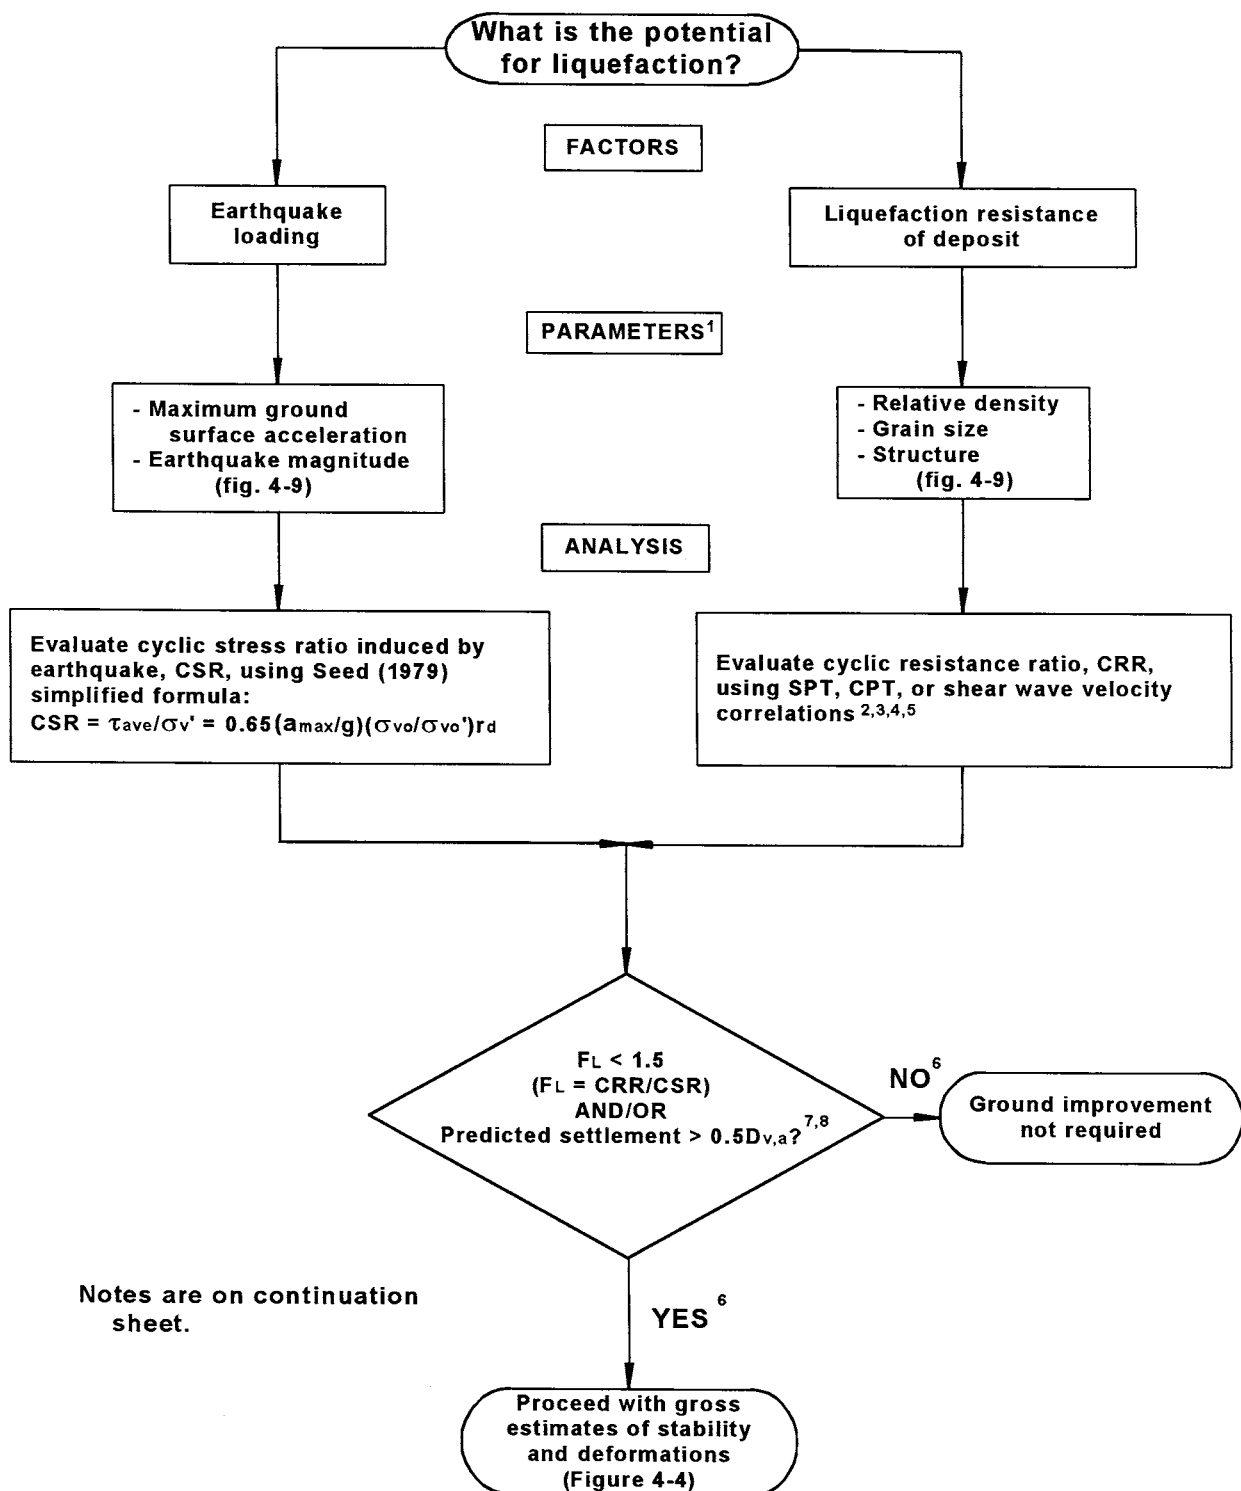 What is the potential
for liquefaction?
FACTORS
Earthquake
loading
Liquefaction resistance
of deposit
PARAMETERS¹
- Maximum ground
surface acceleration
- Earthquake magnitude
(fig. 4-9)
- Relative density
- Grain size
- Structure
(fig. 4-9)
ANALYSIS
Evaluate cyclic stress ratio induced by
earthquake, CSR, using Seed (1979)
simplified formula:
CSR = τave/σv' = 0.65(amax/g)(σvo/σvo')rd
Evaluate cyclic resistance ratio, CRR,
using SPT, CPT, or shear wave velocity
correlations 2,3,4,5
FL < 1.5
(FL = CRR/CSR)
AND/OR
Predicted settlement > 0.5Dv,a? 7,8
NO⁶
Ground improvement
not required
Notes are on continuation
sheet.
YES ⁶
Proceed with gross
estimates of stability
and deformations
(Figure 4-4)